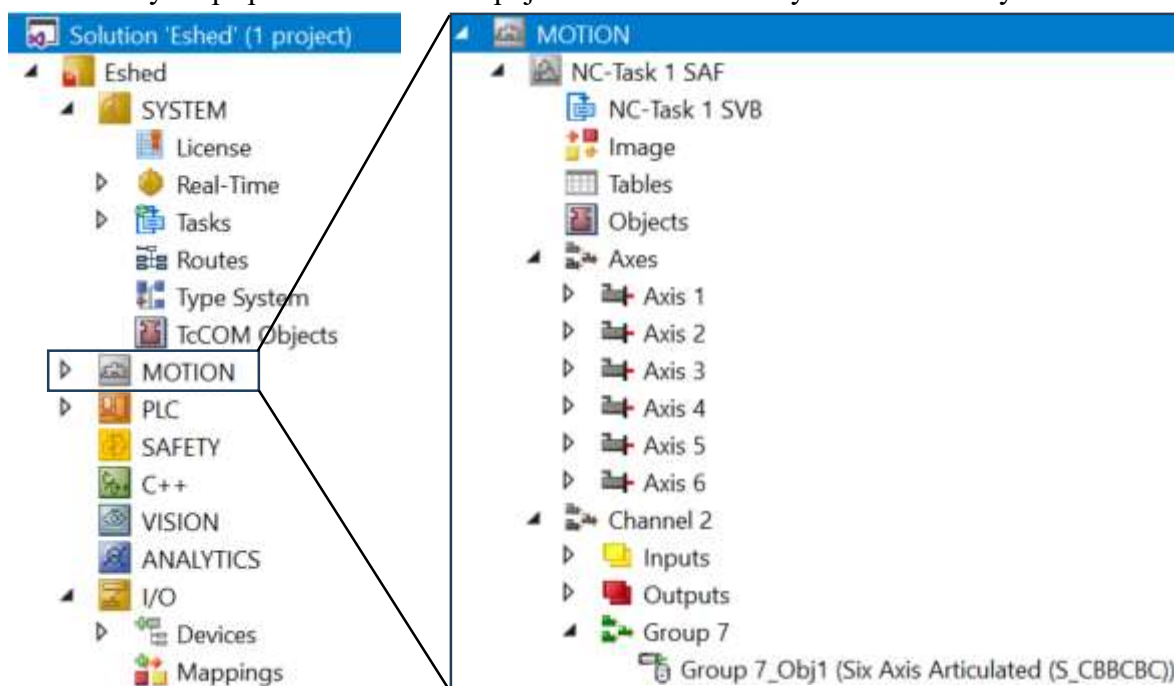 Solution 'Eshed' (1 project)
Eshed
SYSTEM
License
Real-Time
Tasks
Routes
Type System
TcCOM Objects
MOTION
PLC
SAFETY
C++
VISION
ANALYTICS
I/O
Devices
Mappings
MOTION
NC-Task 1 SAF
NC-Task 1 SVB
Image
Tables
Objects
Axes
Axis 1
Axis 2
Axis 3
Axis 4
Axis 5
Axis 6
Channel 2
Inputs
Outputs
Group 7
Group 7_Obj1 (Six Axis Articulated (S_CBBCBC))